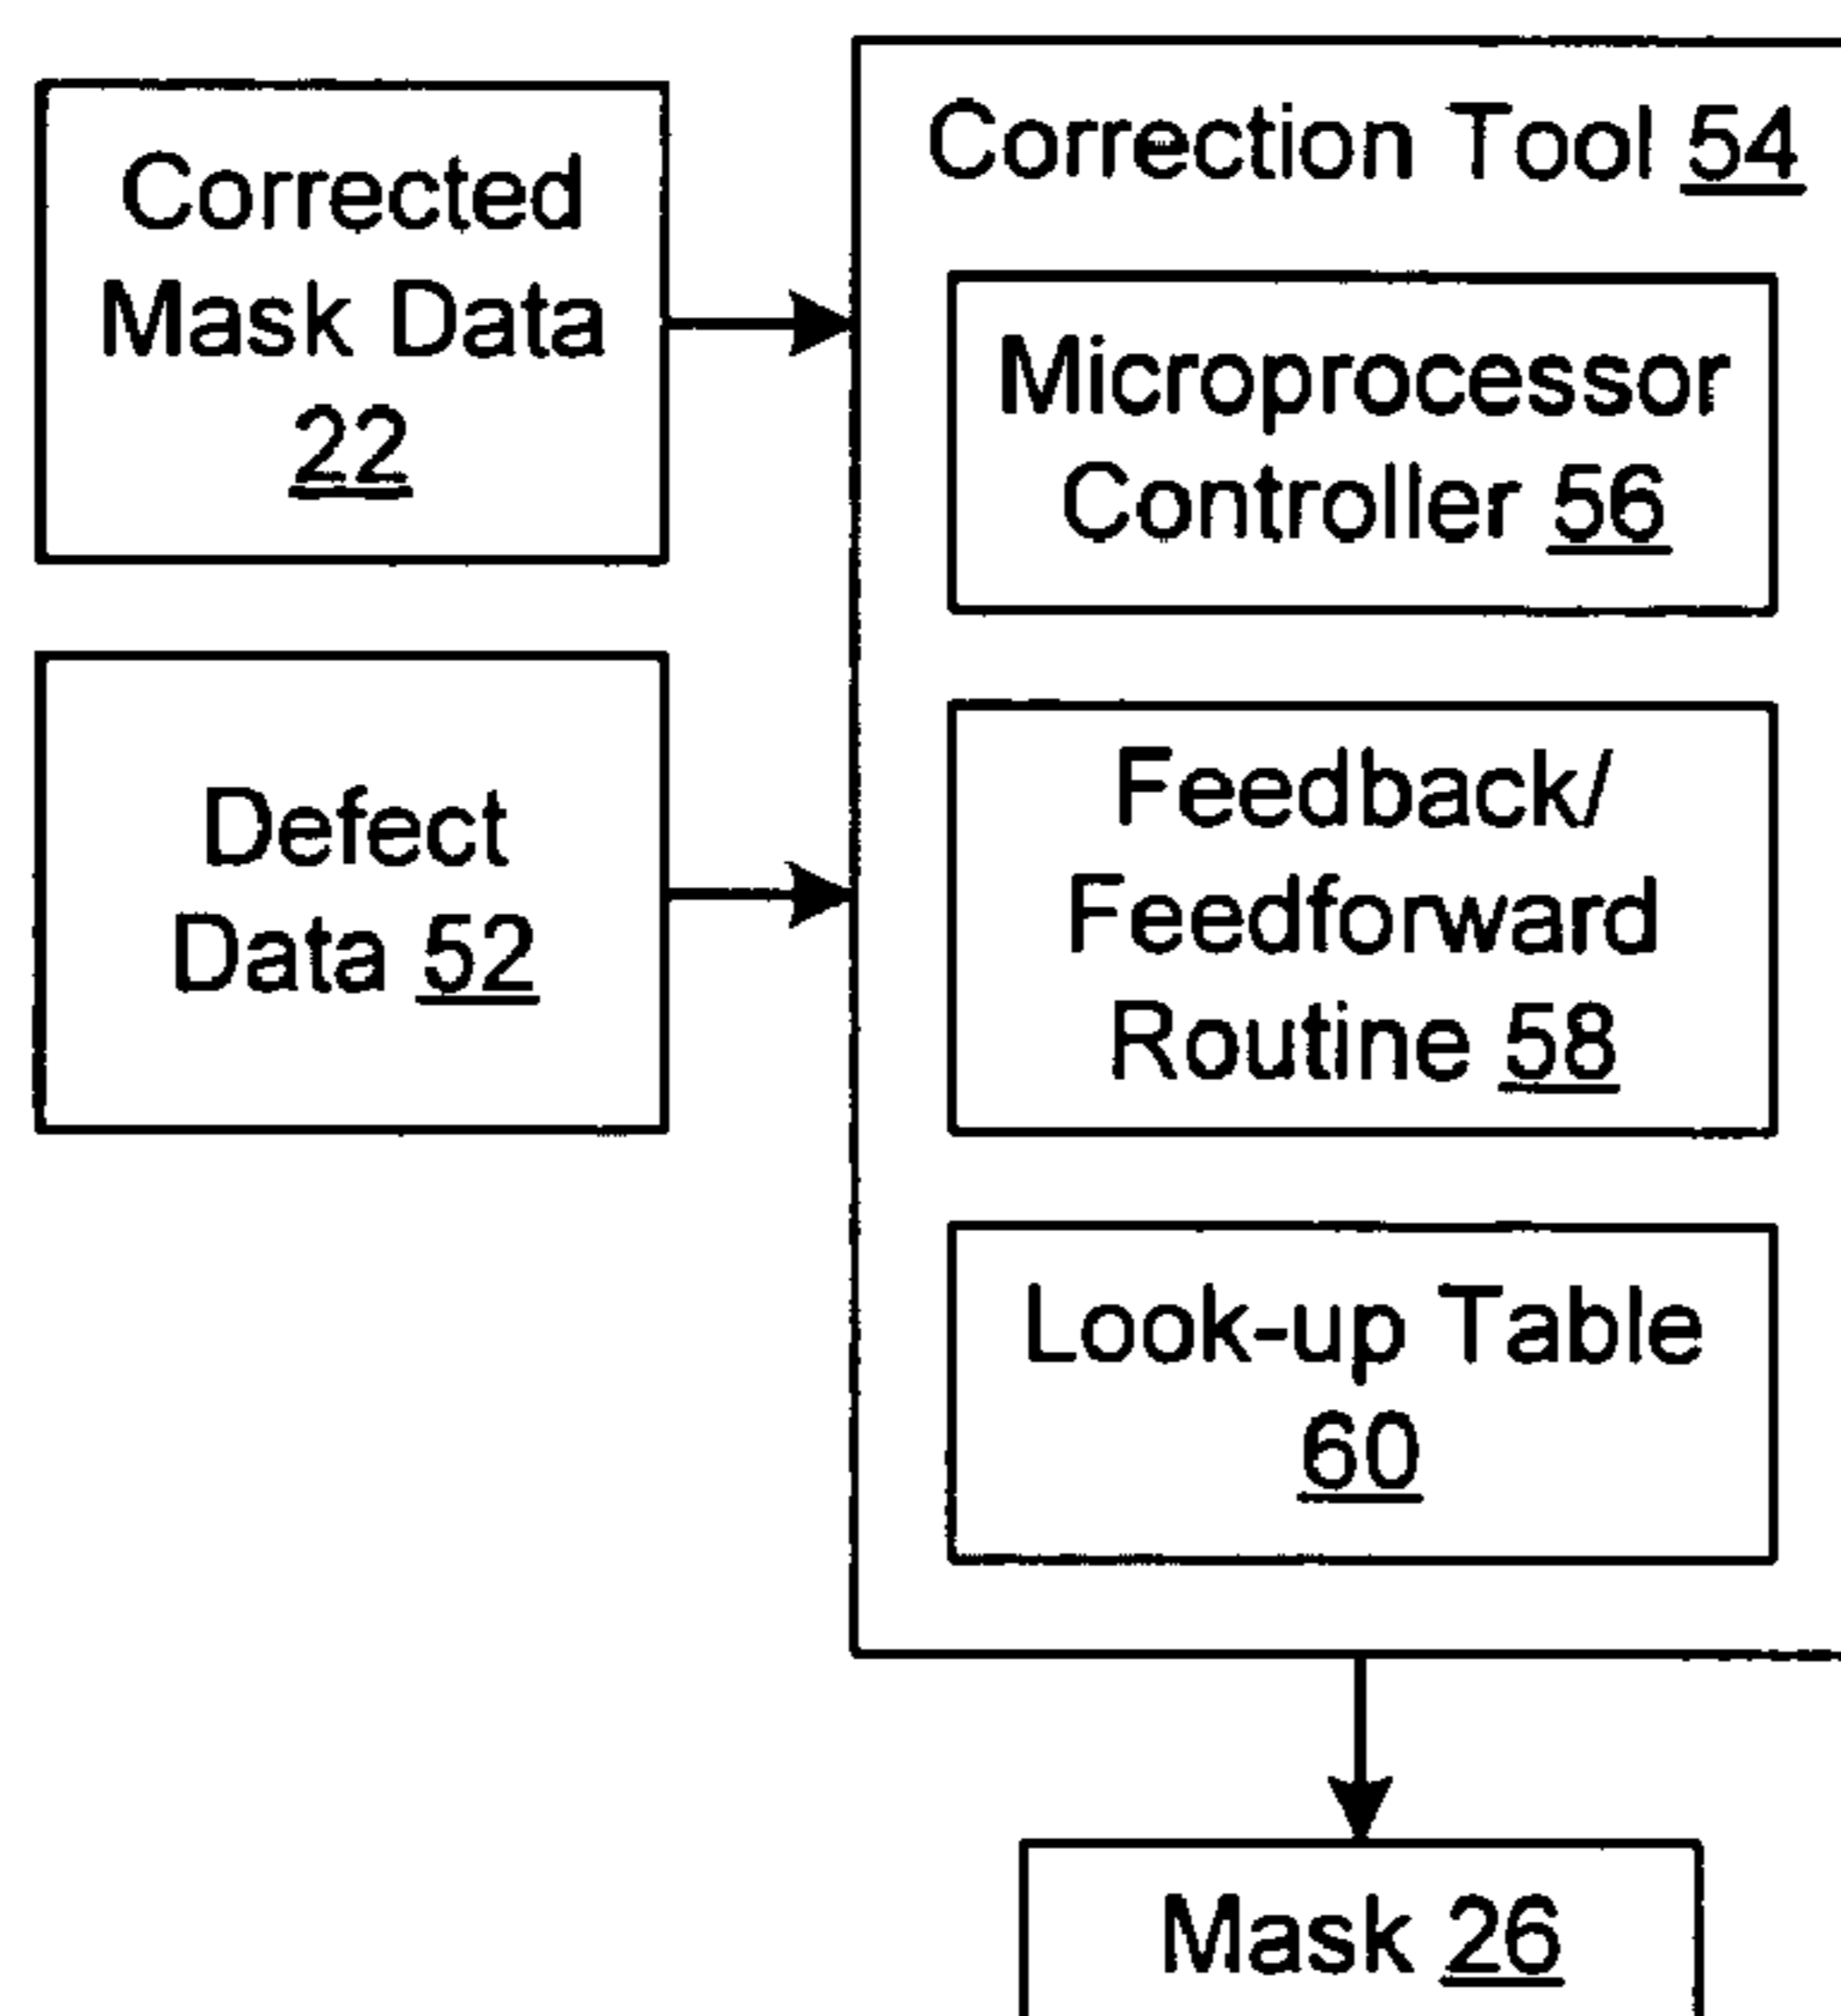 Corrected
Mask Data
22
Defect
Data 52
Correction Tool 54
Microprocessor
Controller 56
Feedback/
Feedforward
Routine 58
Look-up Table
60
Mask 26